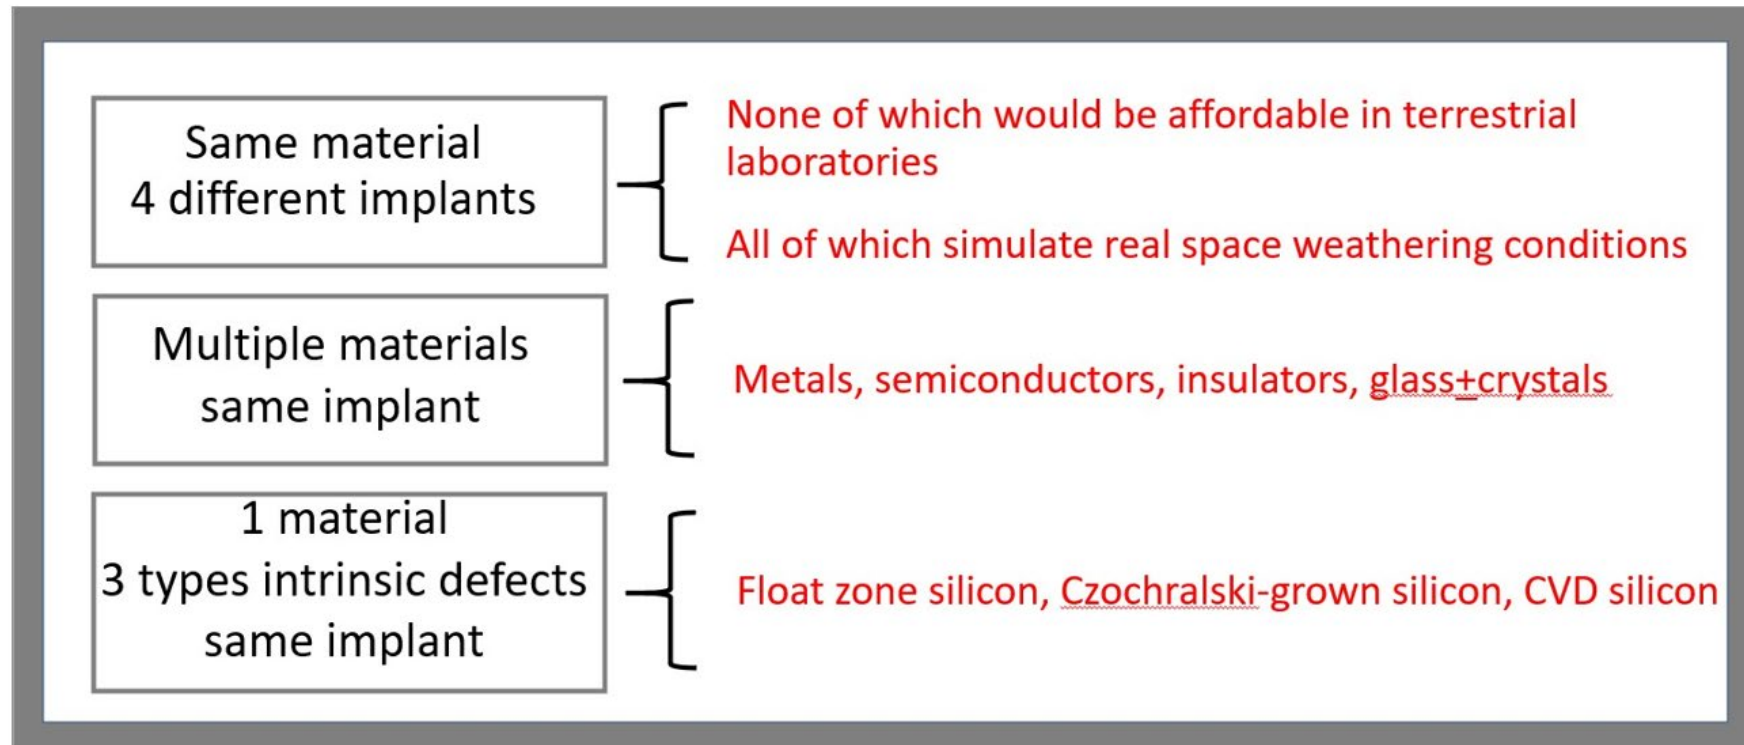 Same material
4 different implants
None of which would be affordable in terrestrial
laboratories
All of which simulate real space weathering conditions
Multiple materials
same implant
Metals, semiconductors, insulators, glass+crystals
1 material
3 types intrinsic defects
same implant
Float zone silicon, Czochralski-grown silicon, CVD silicon